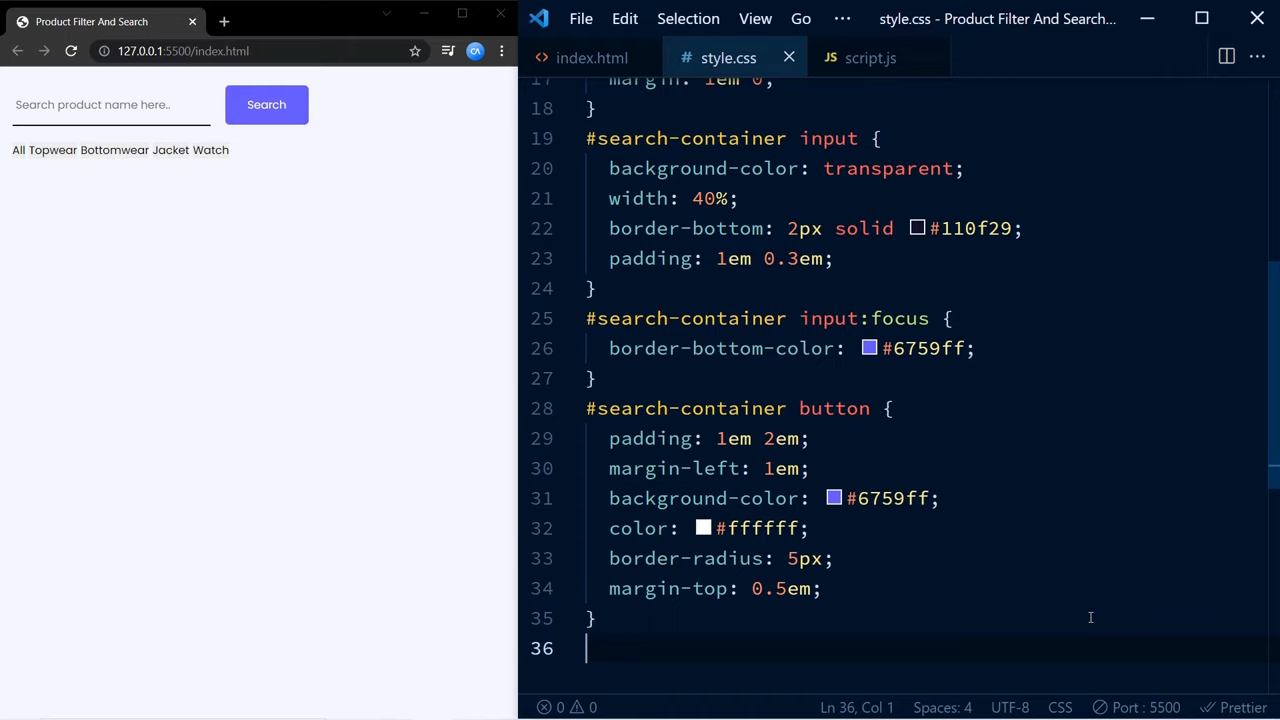 Product Filter And Search
127.0.0.1:5500/index.html
CA
Search product name here..
Search
All Topwear Bottomwear Jacket Watch
File Edit Selection View Go ··· style.css - Product Filter And Search...
<> index.html
# style.css
JS script.js
17 margin: 1em 0;
18 }
19 #search-container input {
20 background-color: transparent;
21 width: 40%;
22 border-bottom: 2px solid #110f29;
23 padding: 1em 0.3em;
24 }
25 #search-container input:focus {
26 border-bottom-color: #6759ff;
27 }
28 #search-container button {
29 padding: 1em 2em;
30 margin-left: 1em;
31 background-color: #6759ff;
32 color: #ffffff;
33 border-radius: 5px;
34 margin-top: 0.5em;
35 }
36
0 0 Ln 36, Col 1 Spaces: 4 UTF-8 CSS Port : 5500 Prettier